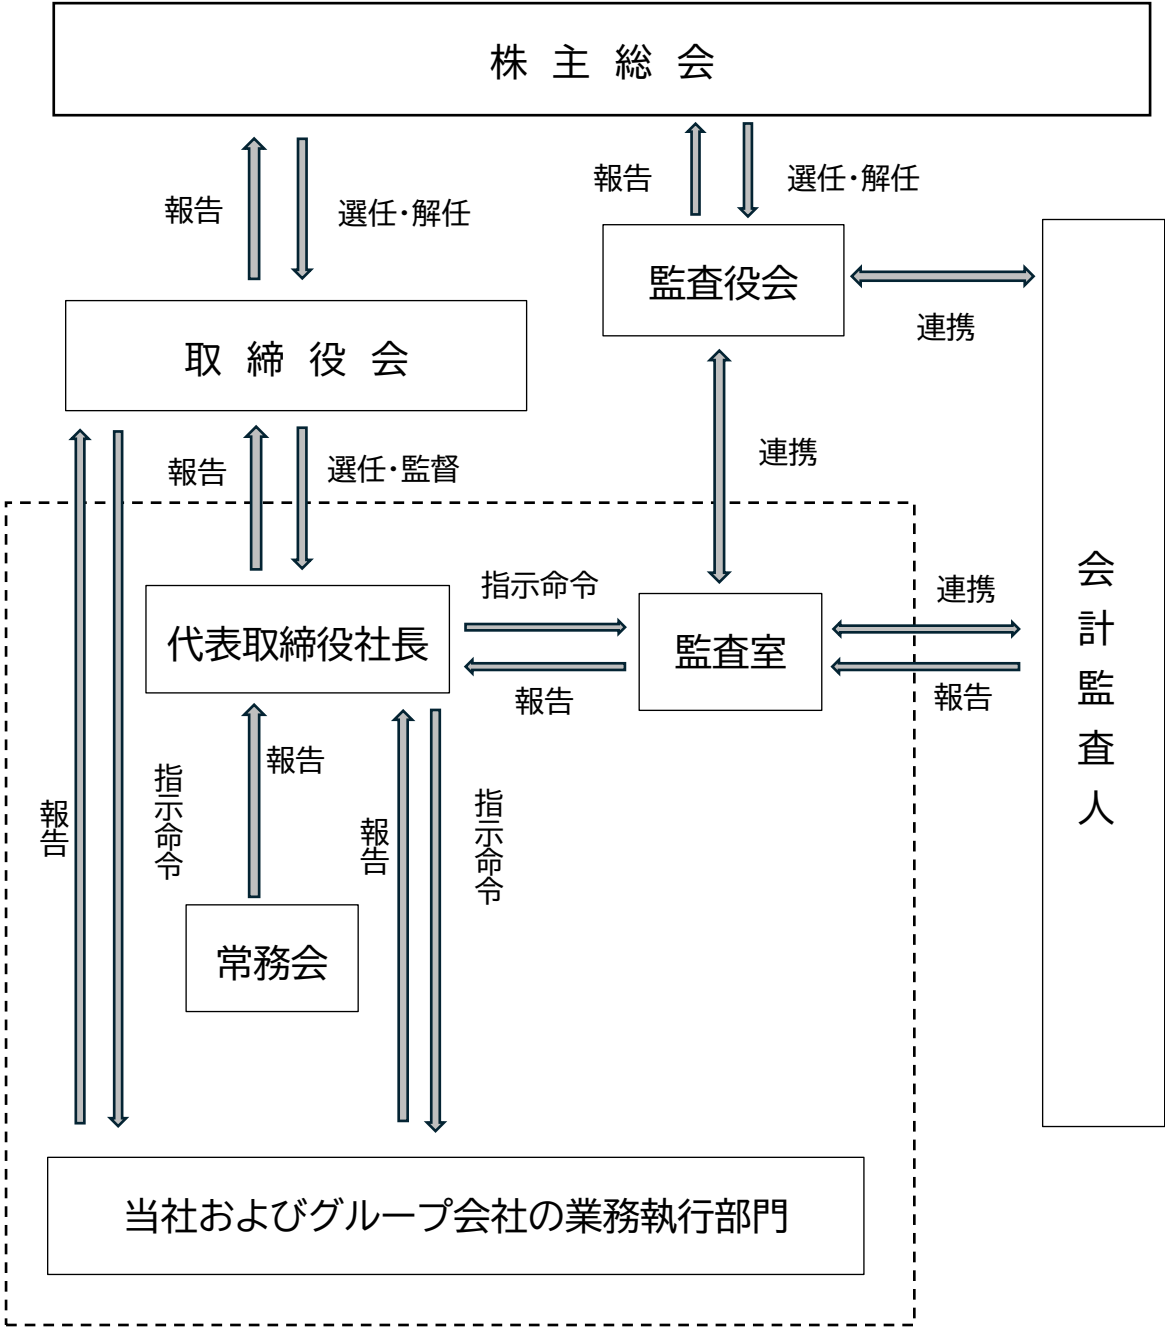 株主総会
報告
選任・解任
報告
選任・解任
監査役会
連携
取締役会
報告
選任・監督
連携
代表取締役社長
指示命令
報告
監査室
連携
報告
会計監査人
報告
指示命令
報告
報告
指示命令
常務会
当社およびグループ会社の業務執行部門